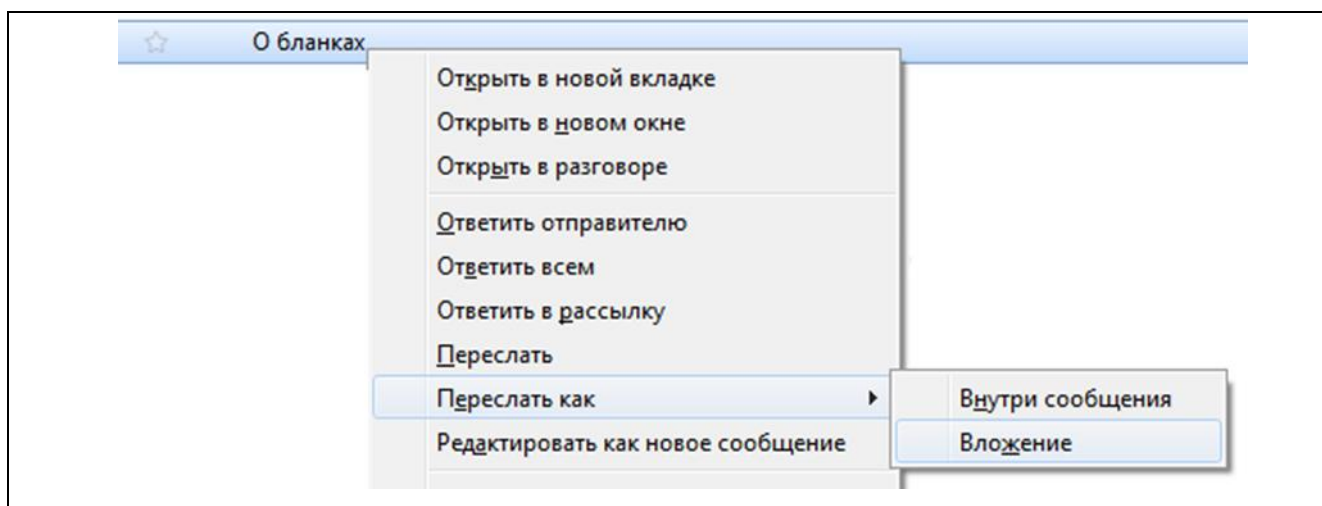 О бланках
Открыть в новой вкладке
Открыть в новом окне
Открыть в разговоре
Ответить отправителю
Ответить всем
Ответить в рассылку
Переслать
Переслать как
Внутри сообщения
Редактировать как новое сообщение
Вложение